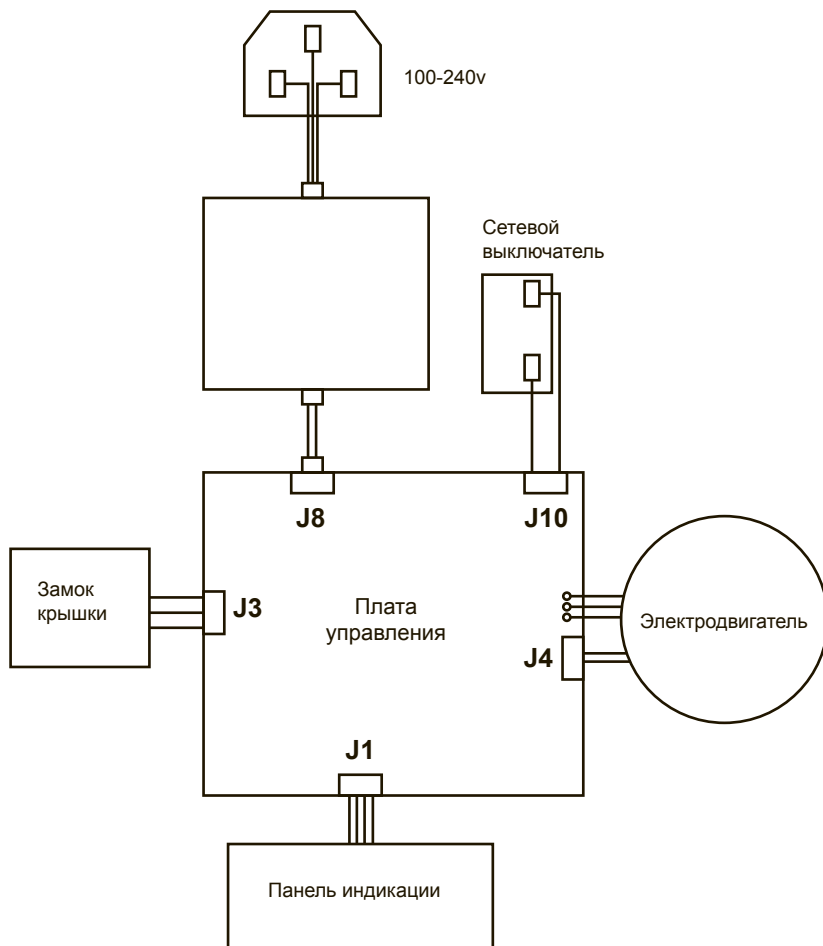 100-240v
Сетевой
выключатель
J8
J10
Замок
крышки
J3
Плата
управления
J4
Электродвигатель
J1
Панель индикации